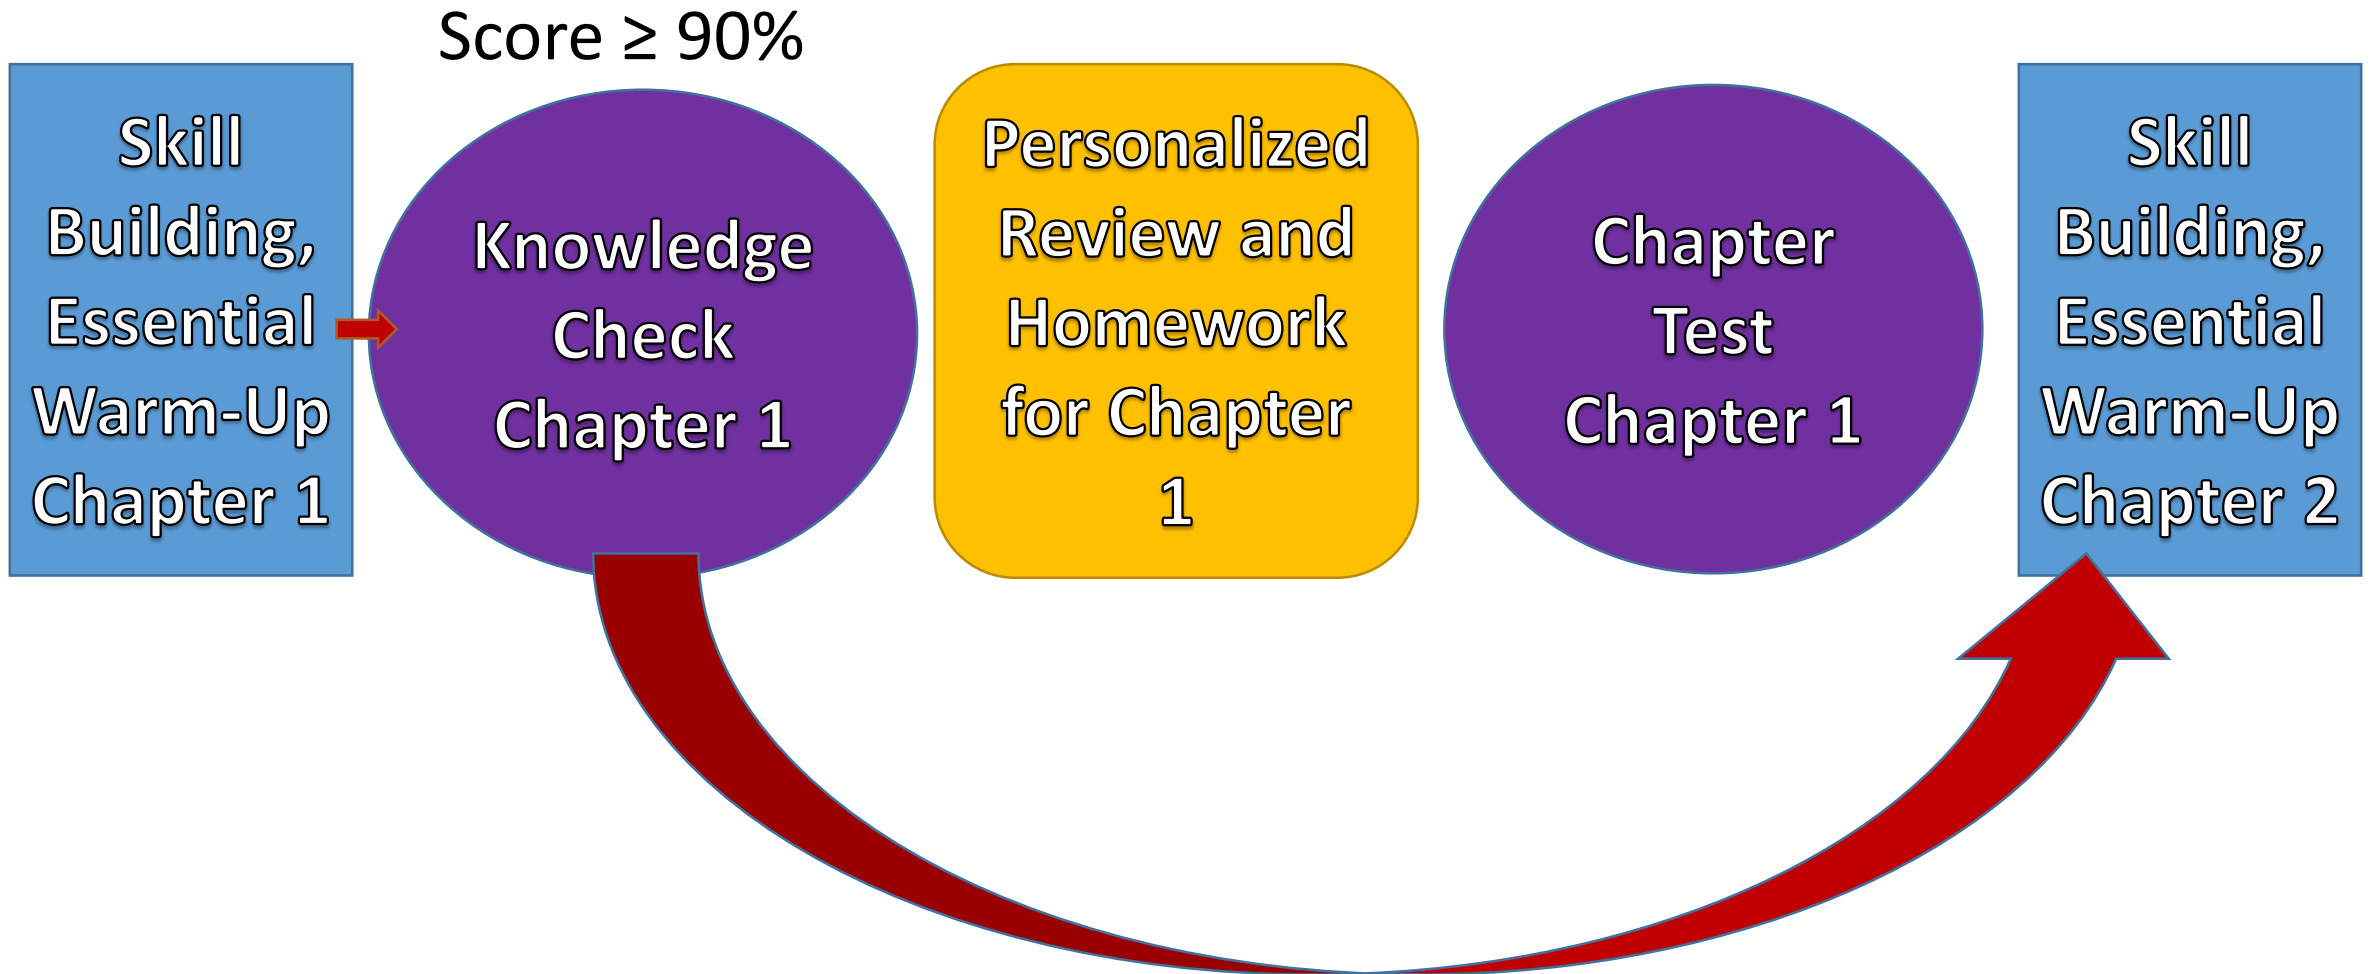 Score ≥ 90%
Skill
Building,
Essential
Warm-Up
Chapter 1
Knowledge
Check
Chapter 1
Personalized
Review and
Homework
for Chapter
1
Chapter
Test
Chapter 1
Skill
Building,
Essential
Warm-Up
Chapter 2